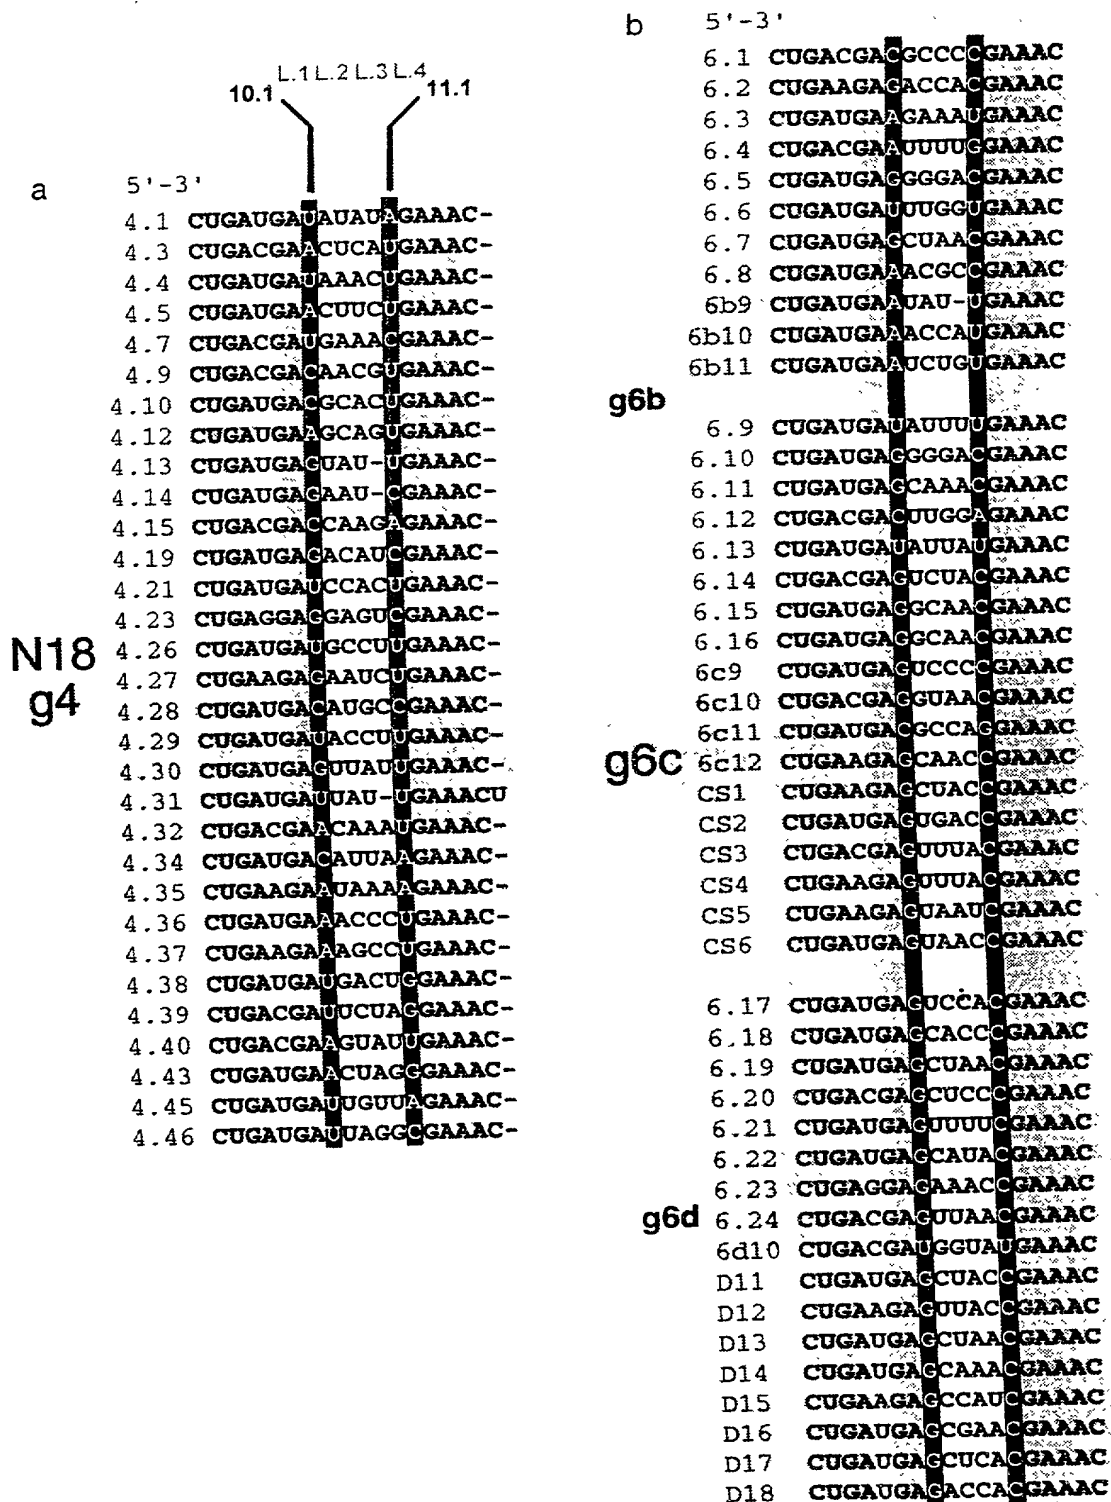 L.1 L.2 L.3 L.4
10.1 11.1
a 5'-3'
4.1 CUGAUGAUAUAUAGAAAC-
4.3 CUGACGAACUCAUGAAAC-
4.4 CUGAUGAUAAACUGAAAC-
4.5 CUGAUGAACUUCUGAAAC-
4.7 CUGACGAUGAAACGAAAC-
4.9 CUGACGACAACGUGAAAC-
4.10 CUGAUGACGCACUGAAAC-
4.12 CUGAUGAAGCAGUGAAAC-
4.13 CUGAUGAGUAU-UGAAAC-
4.14 CUGAUGAGAAU-CGAAAC-
4.15 CUGACGACCAAGAGAAAC-
4.19 CUGAUGAGACAUCGAAAC-
4.21 CUGAUGAUCCACUGAAAC-
4.23 CUGAGGAGGAGUCGAAAC-
4.26 CUGAUGAUGCCUUGAAAC-
4.27 CUGAAGAGAAUCUGAAAC-
4.28 CUGAUGACAUGCCGAAAC-
4.29 CUGAUGAUACCUUGAAAC-
4.30 CUGAUGAGUUAUUGAAAC-
4.31 CUGAUGAUUAU-UGAAACU
4.32 CUGACGAACAAAUGAAAC-
4.34 CUGAUGACAUUAAGAAAC-
4.35 CUGAAGAAUAAAAGAAAC-
4.36 CUGAUGAAACCCUGAAAC-
4.37 CUGAAGAAAGCCUGAAAC-
4.38 CUGAUGAUGACUGGAAAC-
4.39 CUGACGAUUCUAGGAAAC-
4.40 CUGACGAAGUAUUGAAAC-
4.43 CUGAUGAACUAGGGAAAC-
4.45 CUGAUGAUUGUUAGAAAC-
4.46 CUGAUGAUUAGGCGAAAC-
N18
g4
b 5'-3'
6.1 CUGACGACGCCCCGAAAC
6.2 CUGAAGAGACCACGAAAC
6.3 CUGAUGAAGAAAUGAAAC
6.4 CUGACGAAUUUUGGAAAC
6.5 CUGAUGAGGGGACGAAAC
6.6 CUGAUGAUUUGGUGAAAC
6.7 CUGAUGAGCUAACGAAAC
6.8 CUGAUGAAACGCCGAAAC
6b9 CUGAUGAAUAU-UGAAAC
6b10 CUGAUGAAACCAUGAAAC
6b11 CUGAUGAAUCUGUGAAAC
g6b
6.9 CUGAUGAUAUUUUGAAAC
6.10 CUGAUGAGGGGACGAAAC
6.11 CUGAUGAGCAAACGAAAC
6.12 CUGACGACUUGGAGAAAC
6.13 CUGAUGAUAUUAUGAAAC
6.14 CUGACGAGUCUACGAAAC
6.15 CUGAUGAGGCAACGAAAC
6.16 CUGAUGAGGCAACGAAAC
6c9 CUGAUGAGUCCCCGAAAC
6c10 CUGACGAGGUAACGAAAC
6c11 CUGAUGACGCCAGGAAAC
g6c 6c12 CUGAAGAGCAACCGAAAC
CS1 CUGAAGAGCUACCGAAAC
CS2 CUGAUGAGUGACCGAAAC
CS3 CUGACGAGUUUACGAAAC
CS4 CUGAAGAGUUUACGAAAC
CS5 CUGAAGAGUAAUCGAAAC
CS6 CUGAUGAGUAACCGAAAC
6.17 CUGAUGAGUCCACGAAAC
6.18 CUGAUGAGCACCCGAAAC
6.19 CUGAUGAGCUAACGAAAC
6.20 CUGACGAGCUCCCGAAAC
6.21 CUGAUGAGUUUUCGAAAC
6.22 CUGAUGAGCAUACGAAAC
6.23 CUGAGGAGAAACCGAAAC
g6d 6.24 CUGACGAGUUAACGAAAC
6d10 CUGACGAUGGUAUGAAAC
D11 CUGAUGAGCUACCGAAAC
D12 CUGAAGAGUUACCGAAAC
D13 CUGAUGAGCUAACGAAAC
D14 CUGAUGAGCAAACGAAAC
D15 CUGAAGAGCCAUCGAAAC
D16 CUGAUGAGCGAACGAAAC
D17 CUGAUGAGCUCACGAAAC
D18 CUGAUGAGACCACGAAAC